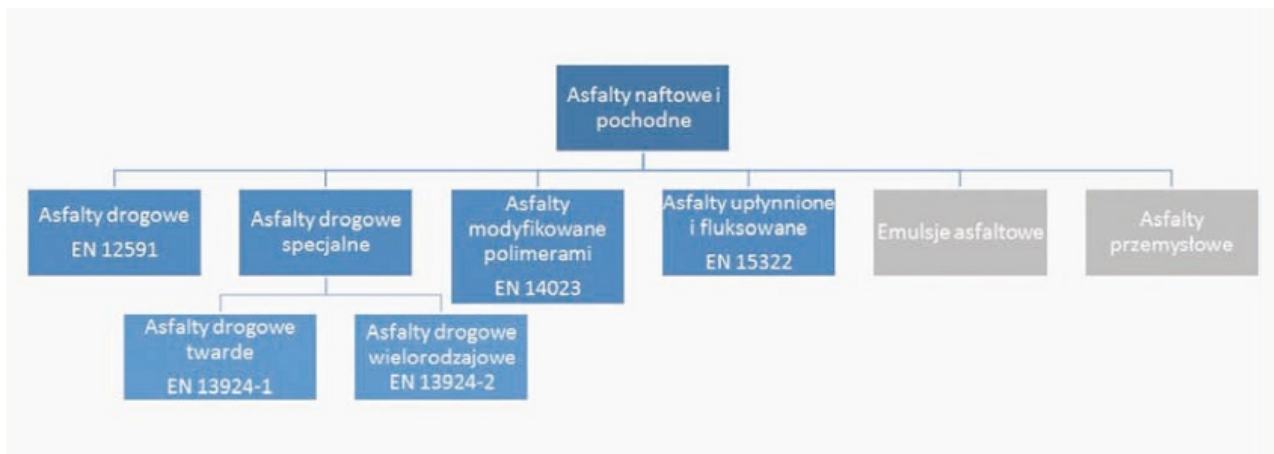 Asfalty naftowe i
pochodne
Asfalty drogowe
EN 12591
Asfalty drogowe
specjalne
Asfalty
modyfikowane
polimerami
EN 14023
Asfalty upłynnione
i fluksowane
EN 15322
Emulsje asfaltowe
Asfalty
przemysłowe
Asfalty drogowe
twarde
EN 13924-1
Asfalty drogowe
wielorodzajowe
EN 13924-2